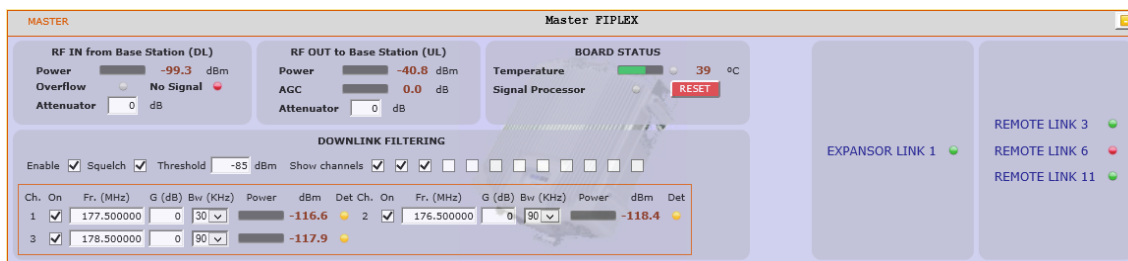 MASTER
Master FIPLEX
RF IN from Base Station (DL)
Power -99.3 dBm
Overflow No Signal
Attenuator 0 dB
RF OUT to Base Station (UL)
Power -40.8 dBm
AGC 0.0 dB
Attenuator 0 dB
BOARD STATUS
Temperature 39 ºC
Signal Processor RESET
DOWNLINK FILTERING
Enable Squelch Threshold -85 dBm Show channels
Ch. On Fr. (MHz) G (dB) Bw (KHz) Power dBm Det Ch. On Fr. (MHz) G (dB) Bw (KHz) Power dBm Det
1 177.500000 0 30 -116.6 2 176.500000 0 90 -118.4
3 178.500000 0 90 -117.9
EXPANSOR LINK 1
REMOTE LINK 3
REMOTE LINK 6
REMOTE LINK 11